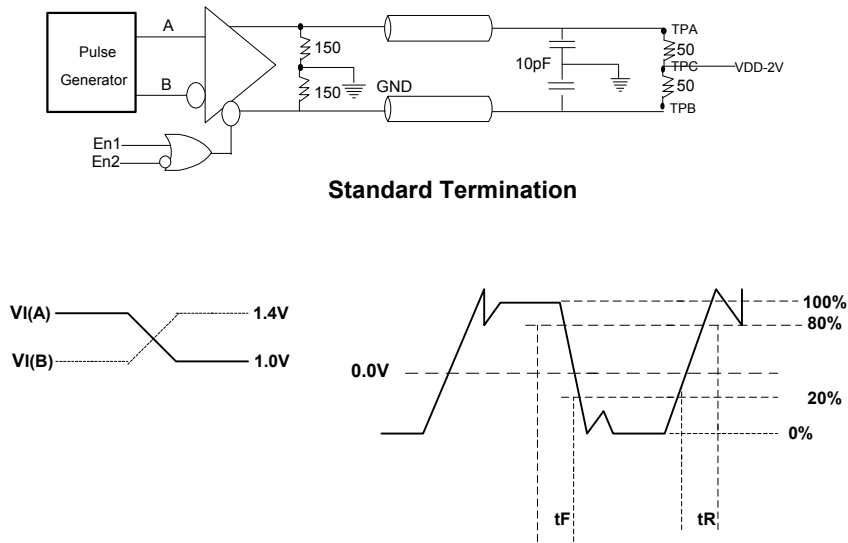 A
B
Pulse
Generator
En1
En2
150
150
GND
10pF
TPA
50
TPC
50
TPB
VDD-2V
Standard Termination
VI(A)
1.4V
VI(B)
1.0V
100%
80%
0.0V
20%
0%
tF
tR